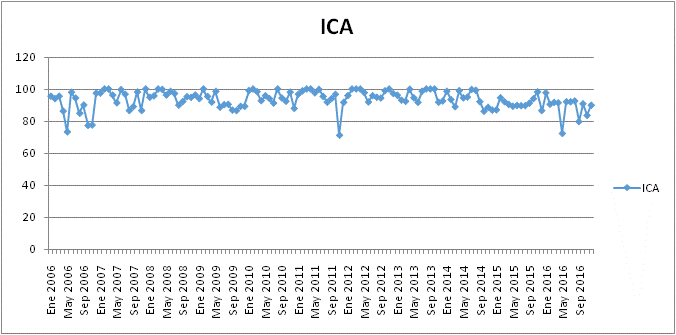 ICA
120
100
80
60
40
20
0
ICA
Ene 2006
May 2006
Sep 2006
Ene 2007
May 2007
Sep 2007
Ene 2008
May 2008
Sep 2008
Ene 2009
May 2009
Sep 2009
Ene 2010
May 2010
Sep 2010
Ene 2011
May 2011
Sep 2011
Ene 2012
May 2012
Sep 2012
Ene 2013
May 2013
Sep 2013
Ene 2014
May 2014
Sep 2014
Ene 2015
May 2015
Sep 2015
Ene 2016
May 2016
Sep 2016